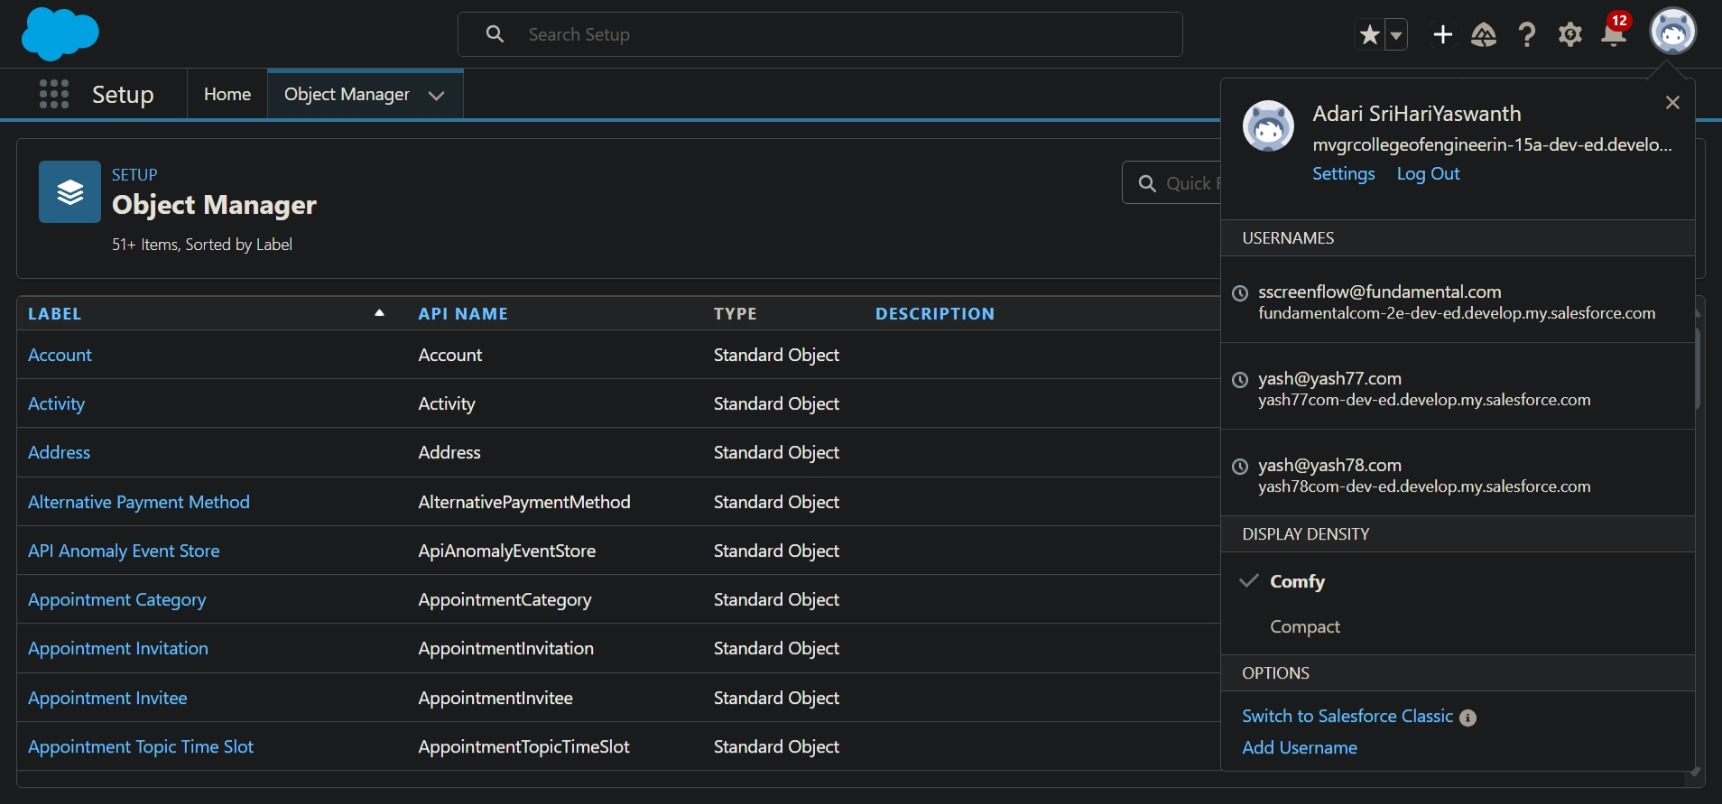 Search Setup
12
Setup
Home
Object Manager
Adari SriHariYaswanth
mvgrcollegeofengineerin-15a-dev-ed.develo...
Settings Log Out
SETUP
Object Manager
51+ Items, Sorted by Label
Quick
USERNAMES
sscreenflow@fundamental.com
fundamentalcom-2e-dev-ed.develop.my.salesforce.com
yash@yash77.com
yash77com-dev-ed.develop.my.salesforce.com
yash@yash78.com
yash78com-dev-ed.develop.my.salesforce.com
DISPLAY DENSITY
Comfy
Compact
OPTIONS
Switch to Salesforce Classic
Add Username
LABEL API NAME TYPE DESCRIPTION
Account Account Standard Object
Activity Activity Standard Object
Address Address Standard Object
Alternative Payment Method AlternativePaymentMethod Standard Object
API Anomaly Event Store ApiAnomalyEventStore Standard Object
Appointment Category AppointmentCategory Standard Object
Appointment Invitation AppointmentInvitation Standard Object
Appointment Invitee AppointmentInvitee Standard Object
Appointment Topic Time Slot AppointmentTopicTimeSlot Standard Object